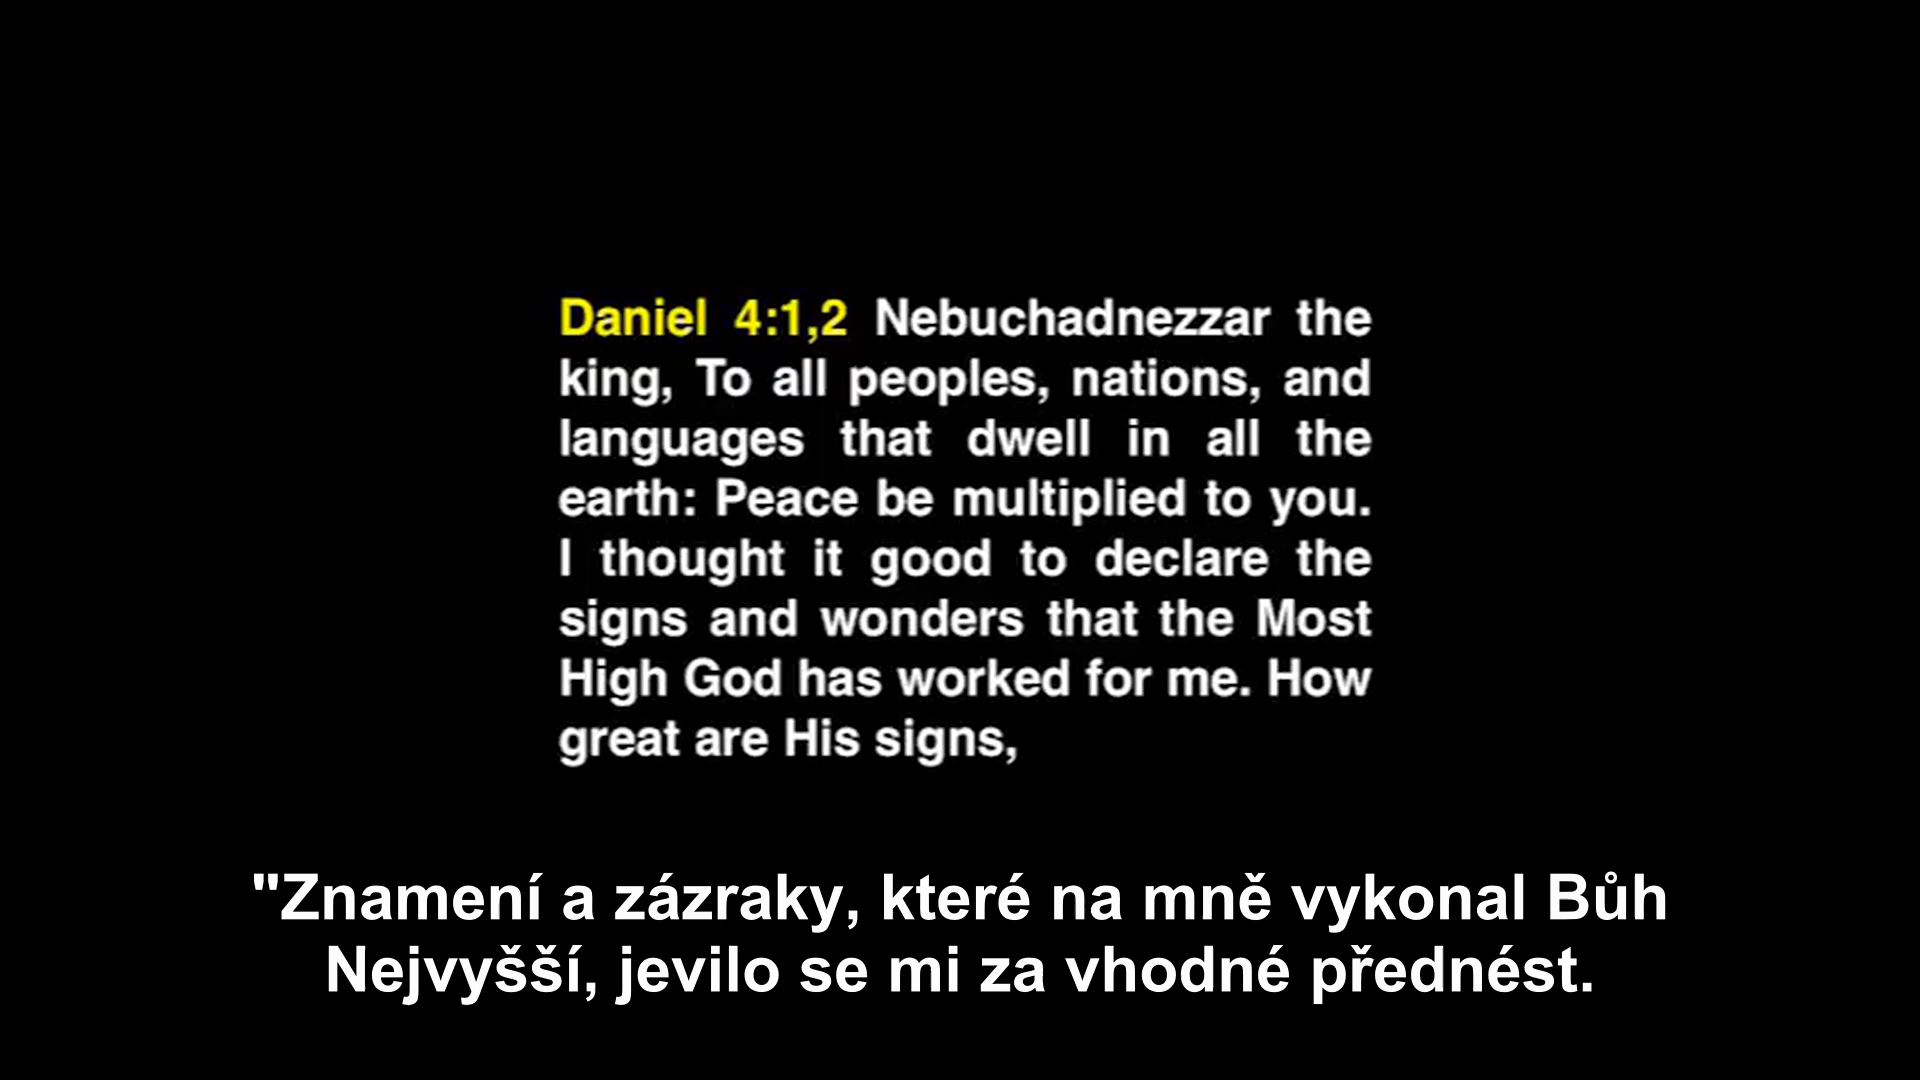 Daniel 4:1,2 Nebuchadnezzar the
king, To all peoples, nations, and
languages that dwell in all the
earth: Peace be multiplied to you.
I thought it good to declare the
signs and wonders that the Most
High God has worked for me. How
great are His signs,
"Znamení a zázraky, které na mně vykonal Bůh
Nejvyšší, jevilo se mi za vhodné přednést.